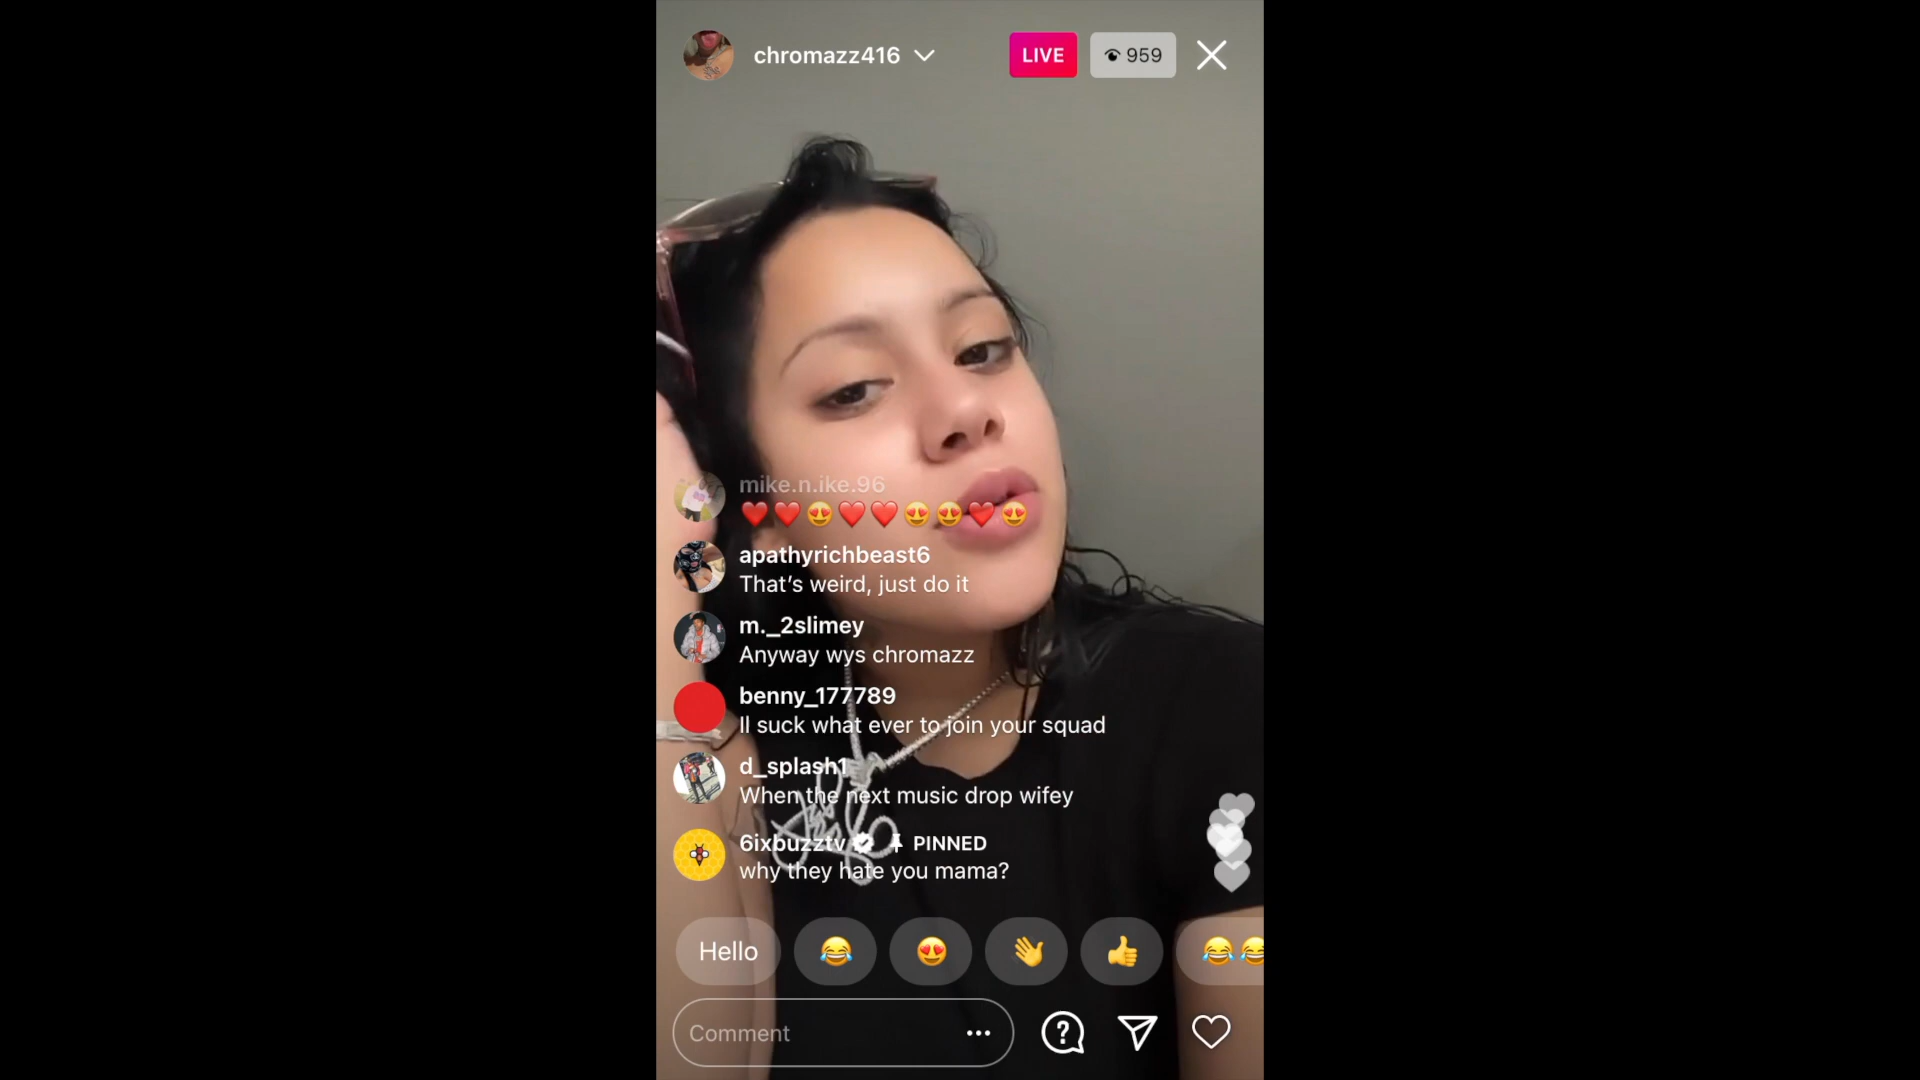 chromazz416
LIVE
959
mike.n.ike.96
❤️❤️😍❤️❤️😍😍❤️😍
apathyrichbeast6
That’s weird, just do it
m._2slimey
Anyway wys chromazz
benny_177789
Il suck what ever to join your squad
d_splash1
When the next music drop wifey
6ixbuzztv PINNED
why they hate you mama?
Hello 😂 😍 👋 👍 😂😂
Comment